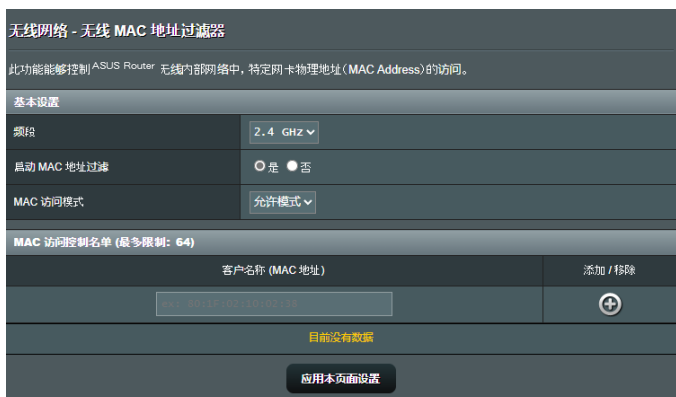 无线网络 - 无线 MAC 地址过滤器
此功能能够控制ASUS Router 无线内部网络中，特定网卡物理地址（MAC Address）的访问。
基本设置
频段 2.4 GHz
启动 MAC 地址过滤 是 否
MAC 访问模式 允许模式
MAC 访问控制名单 (最多限制: 64)
客户名称 (MAC 地址) 添加 / 移除
目前没有数据
应用本页面设置